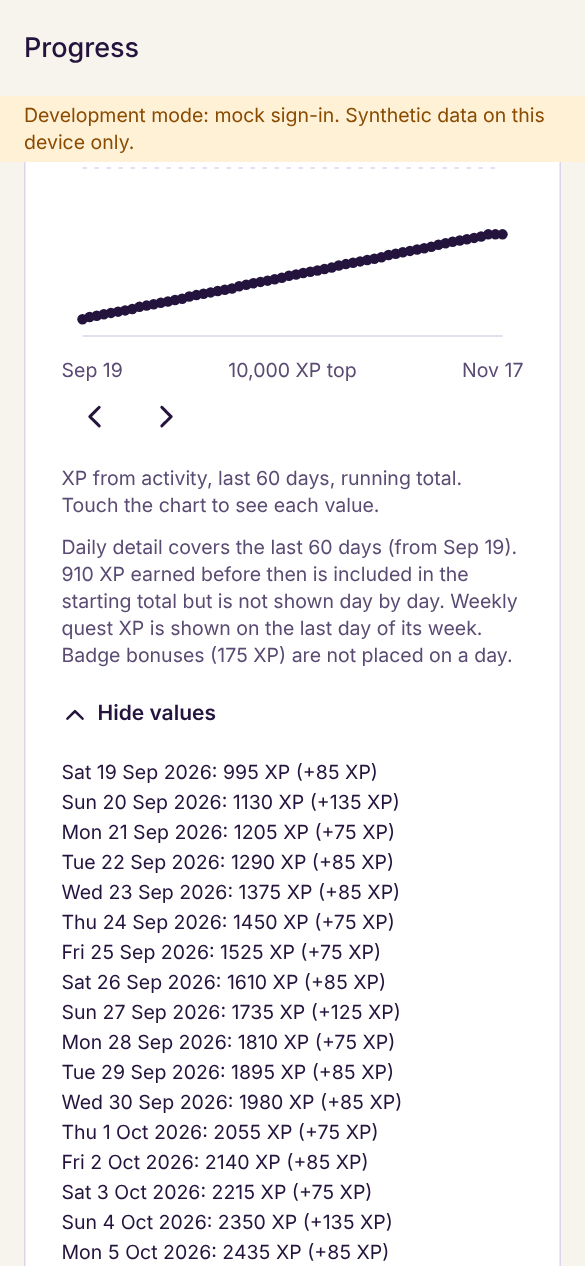 Progress
Development mode: mock sign-in. Synthetic data on this
device only.
Sep 19 10,000 XP top Nov 17
XP from activity, last 60 days, running total.
Touch the chart to see each value.
Daily detail covers the last 60 days (from Sep 19).
910 XP earned before then is included in the
starting total but is not shown day by day. Weekly
quest XP is shown on the last day of its week.
Badge bonuses (175 XP) are not placed on a day.
Hide values
Sat 19 Sep 2026: 995 XP (+85 XP)
Sun 20 Sep 2026: 1130 XP (+135 XP)
Mon 21 Sep 2026: 1205 XP (+75 XP)
Tue 22 Sep 2026: 1290 XP (+85 XP)
Wed 23 Sep 2026: 1375 XP (+85 XP)
Thu 24 Sep 2026: 1450 XP (+75 XP)
Fri 25 Sep 2026: 1525 XP (+75 XP)
Sat 26 Sep 2026: 1610 XP (+85 XP)
Sun 27 Sep 2026: 1735 XP (+125 XP)
Mon 28 Sep 2026: 1810 XP (+75 XP)
Tue 29 Sep 2026: 1895 XP (+85 XP)
Wed 30 Sep 2026: 1980 XP (+85 XP)
Thu 1 Oct 2026: 2055 XP (+75 XP)
Fri 2 Oct 2026: 2140 XP (+85 XP)
Sat 3 Oct 2026: 2215 XP (+75 XP)
Sun 4 Oct 2026: 2350 XP (+135 XP)
Mon 5 Oct 2026: 2435 XP (+85 XP)